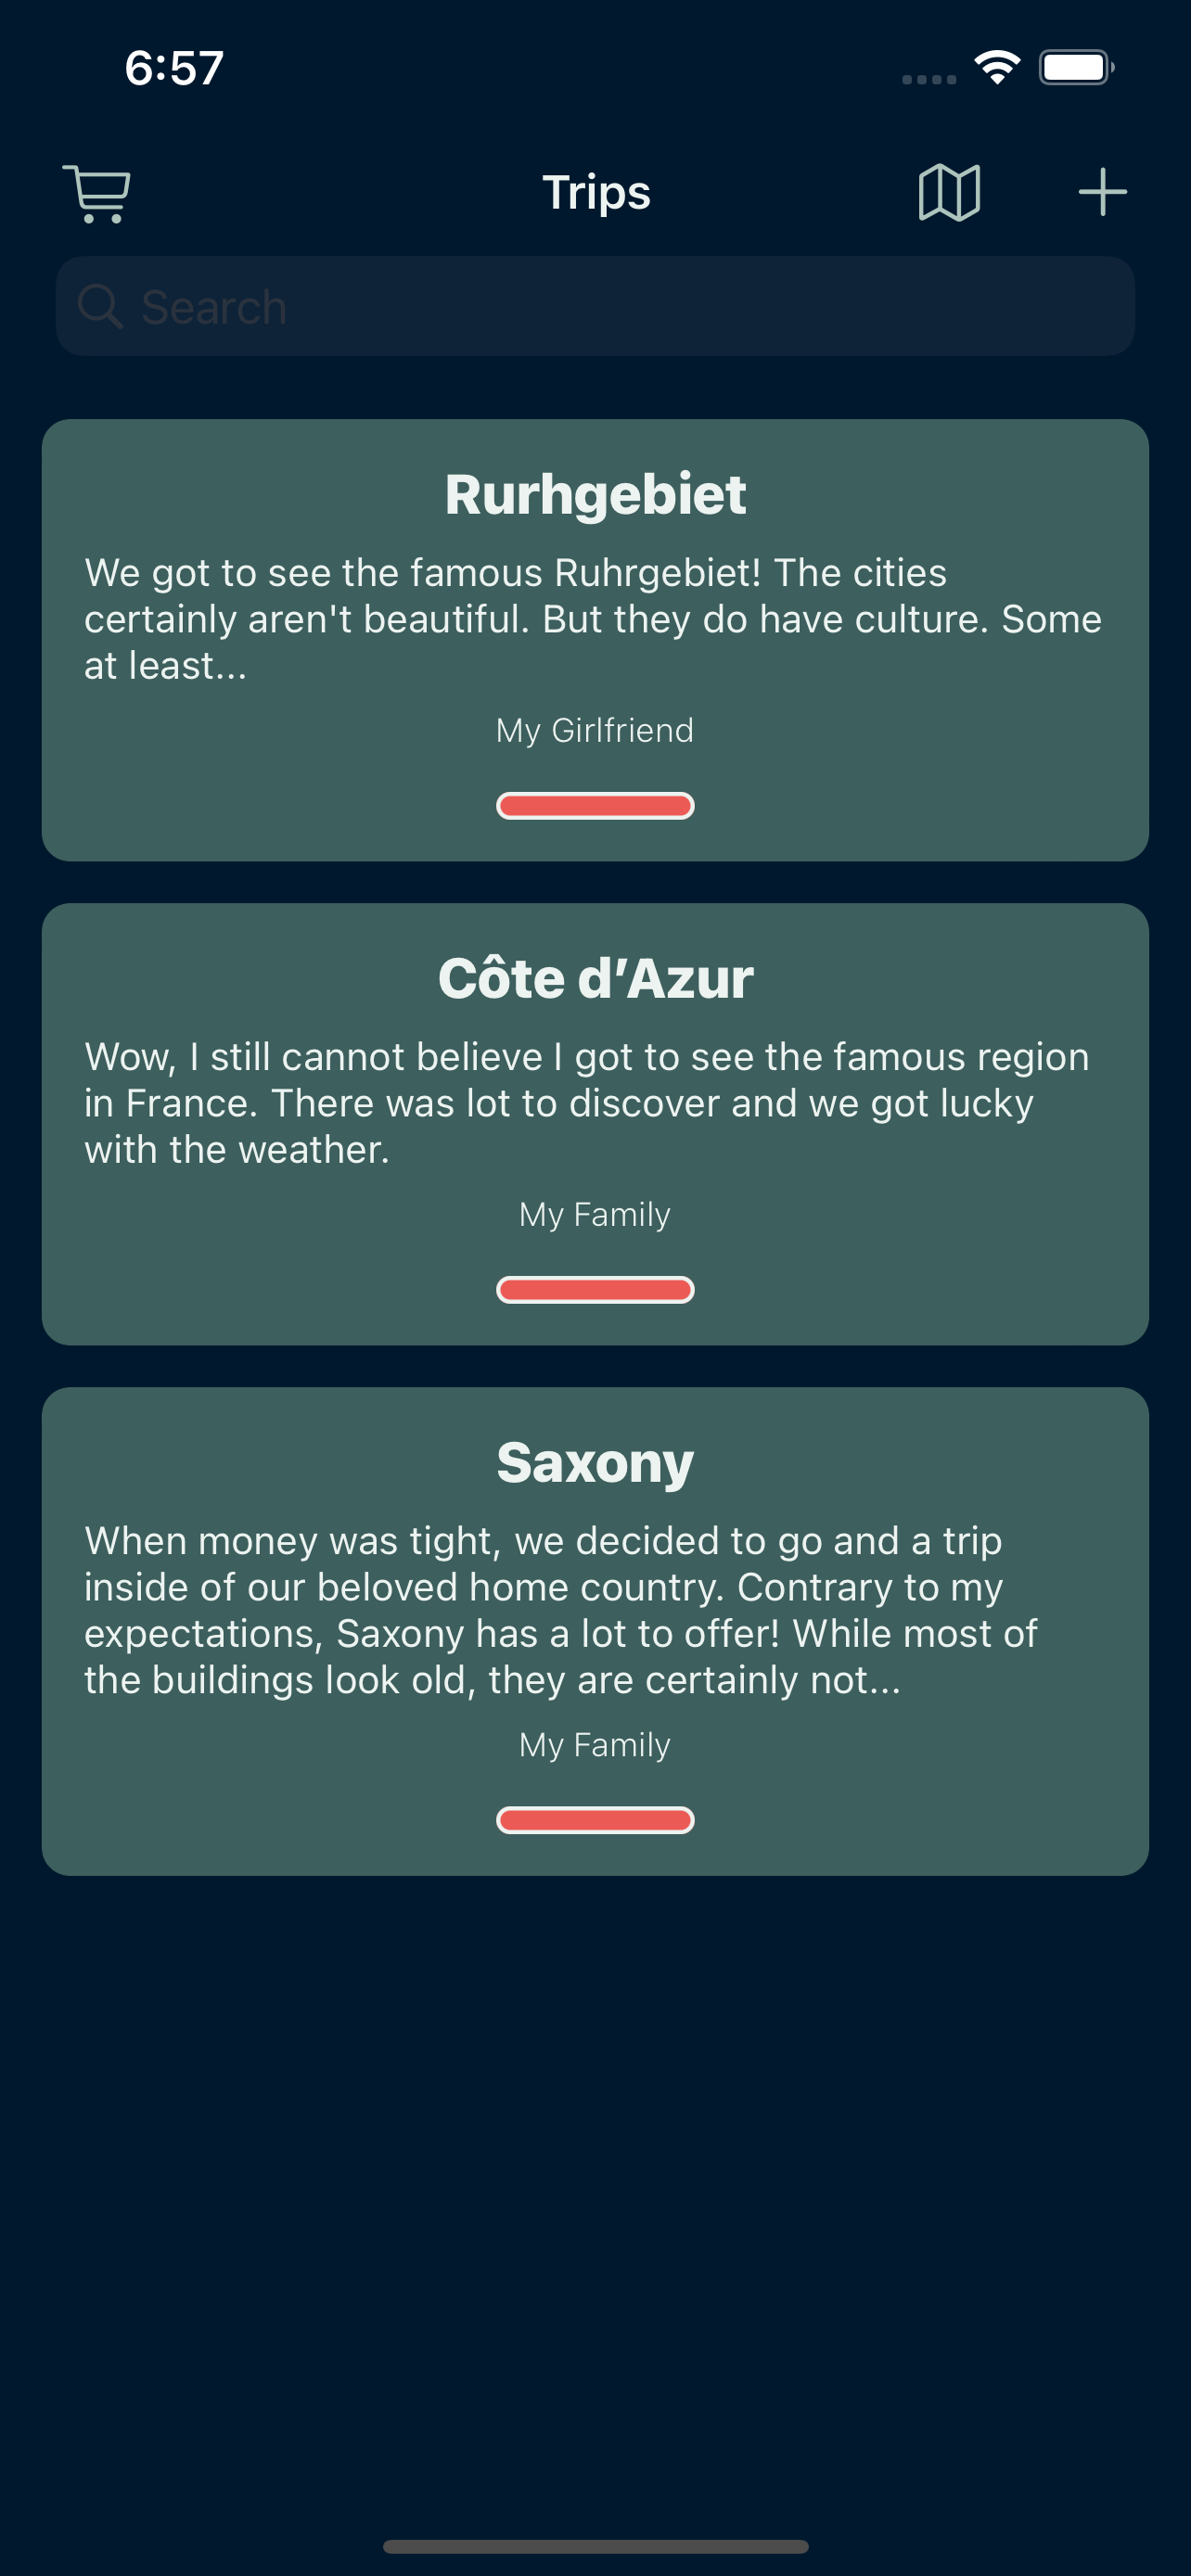 6:57
Trips
Search
Rurhgebiet
We got to see the famous Ruhrgebiet! The cities
certainly aren't beautiful. But they do have culture. Some
at least...
My Girlfriend
Côte d’Azur
Wow, I still cannot believe I got to see the famous region
in France. There was lot to discover and we got lucky
with the weather.
My Family
Saxony
When money was tight, we decided to go and a trip
inside of our beloved home country. Contrary to my
expectations, Saxony has a lot to offer! While most of
the buildings look old, they are certainly not...
My Family